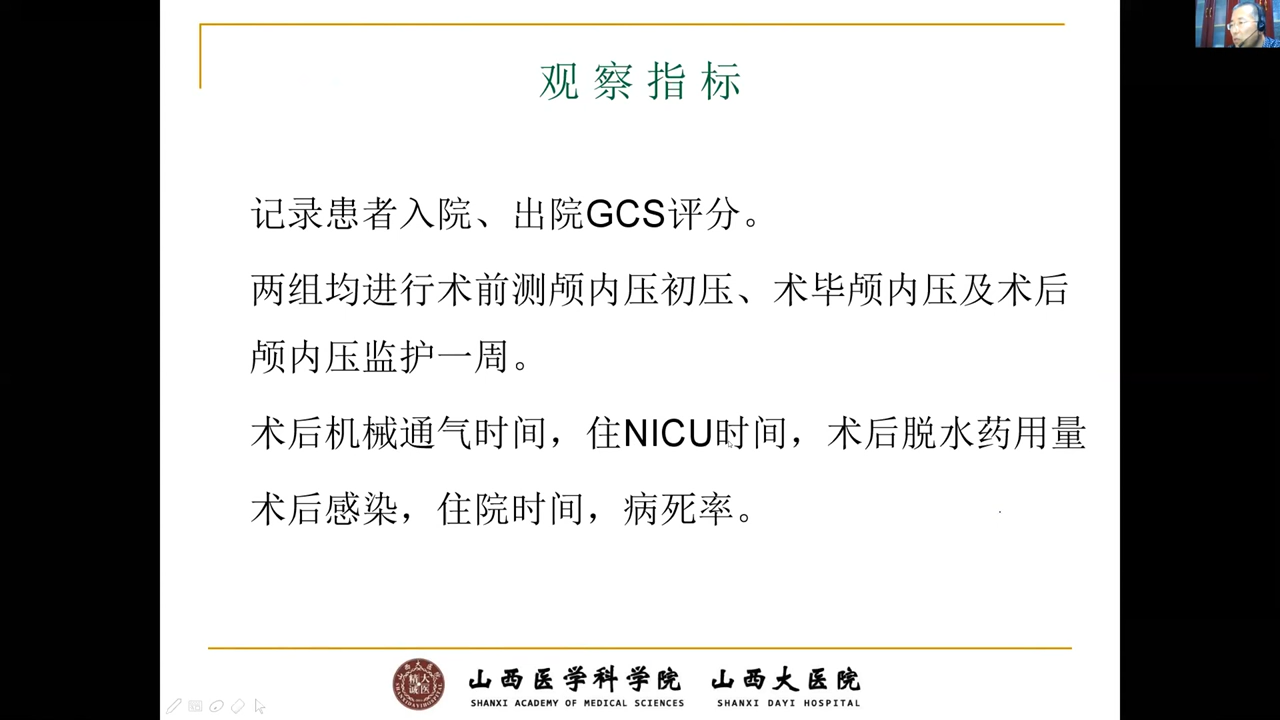 观察指标
记录患者入院、出院GCS评分。
两组均进行术前测颅内压初压、术毕颅内压及术后
颅内压监护一周。
术后机械通气时间，住NICU时间，术后脱水药用量
术后感染，住院时间，病死率。
山西医学科学院 山西大医院
SHANXI ACADEMY OF MEDICAL SCIENCES SHANXI DAYI HOSPITAL